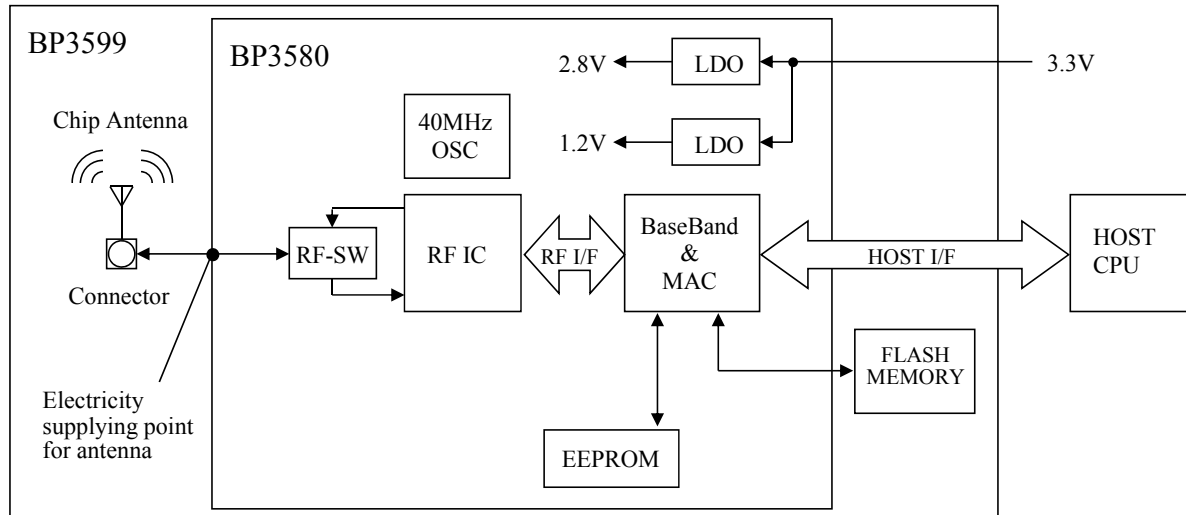 BP3599
BP3580
2.8V
LDO
3.3V
Chip Antenna
40MHz
OSC
1.2V
LDO
RF-SW
RF IC
RF I/F
BaseBand
&
MAC
HOST I/F
HOST
CPU
Connector
FLASH
MEMORY
Electricity
supplying point
for antenna
EEPROM